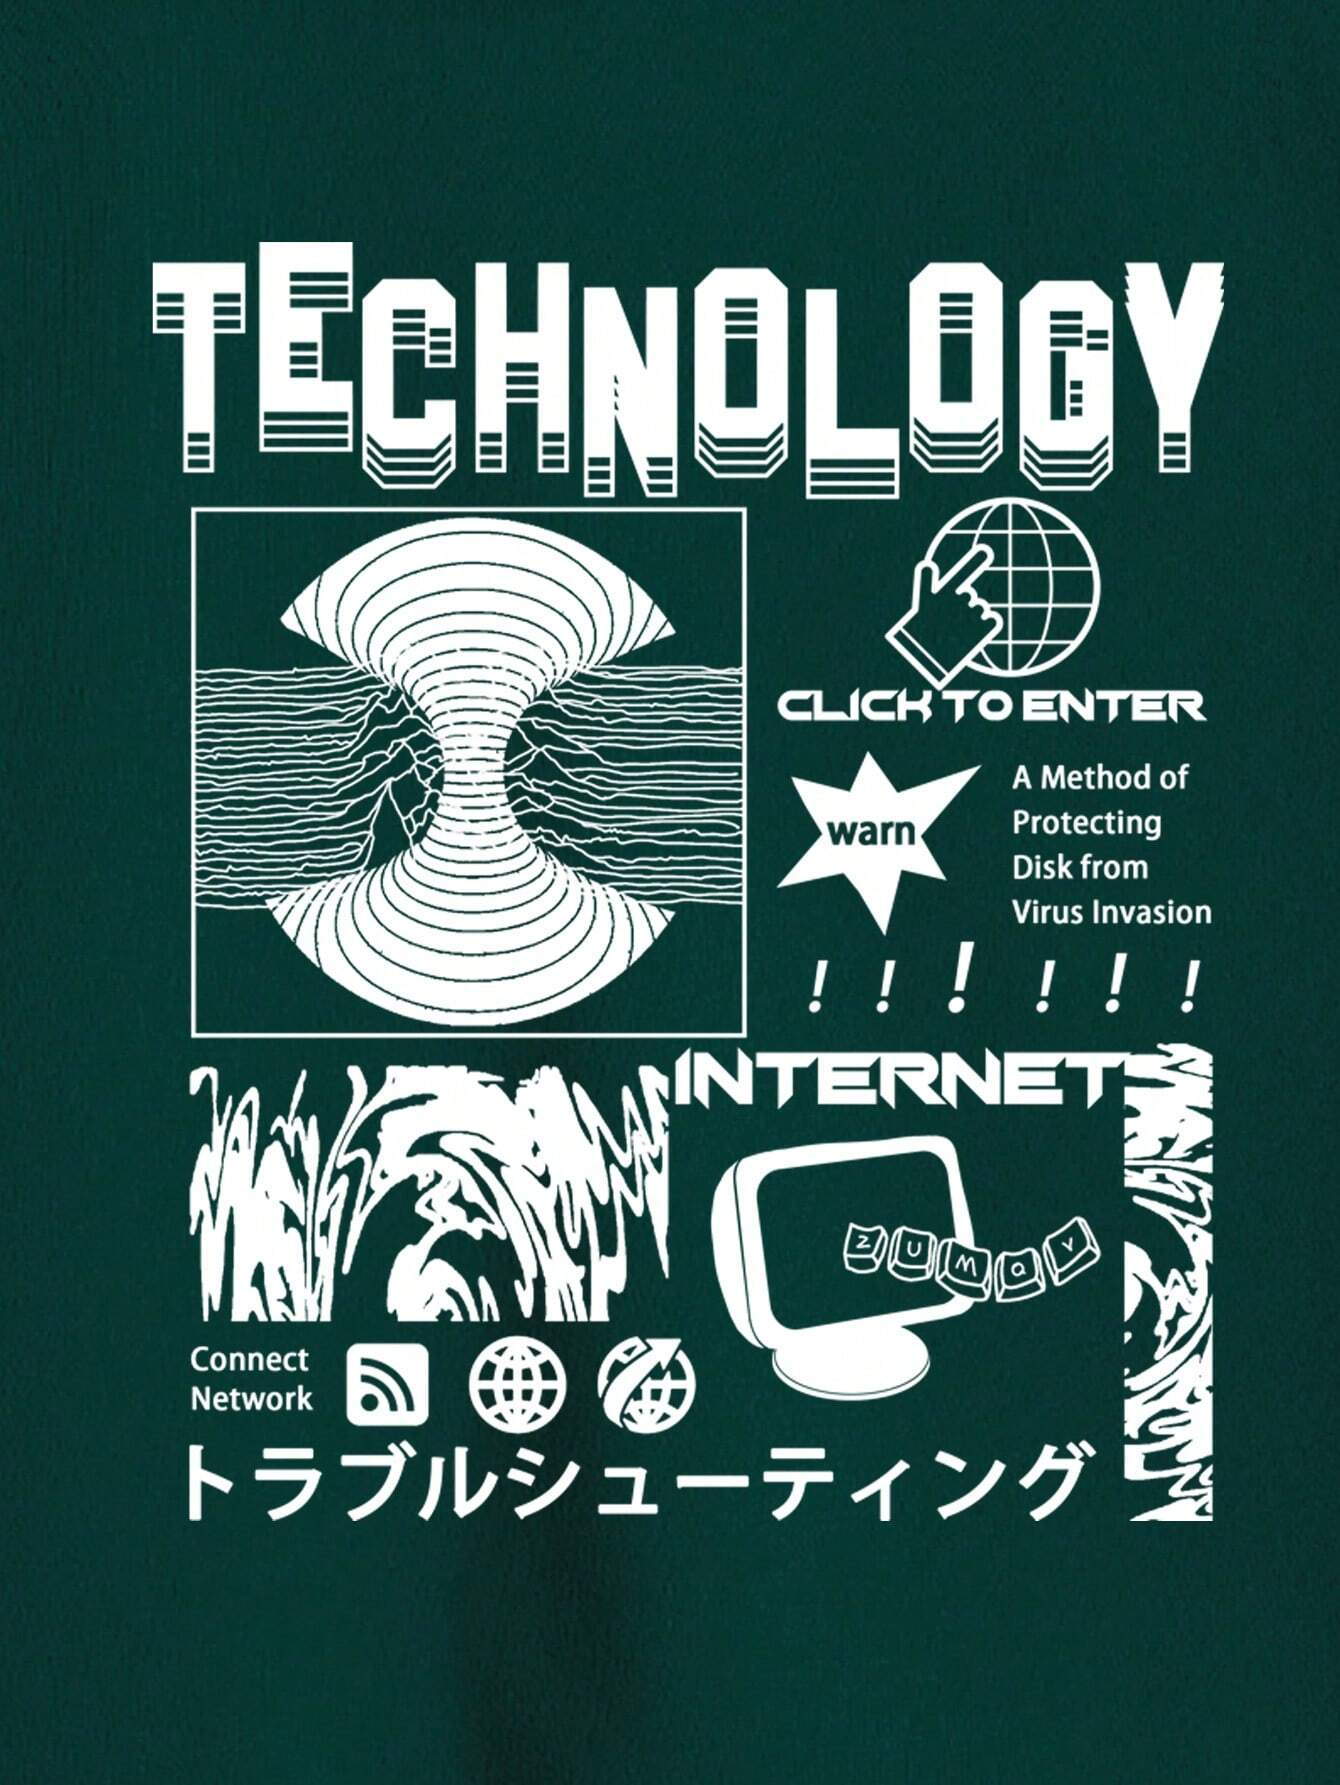 TECHNOLOGY
CLICK TO ENTER
warn
A Method of
Protecting
Disk from
Virus Invasion
! ! ! ! ! !
INTERNET
ZUMQY
Connect
Network
トラブルシューティング